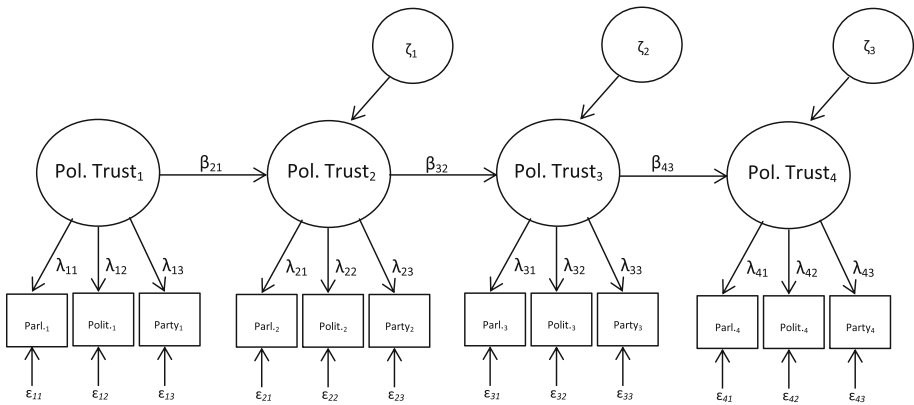 ζ₁ ζ₂ ζ₃
Pol. Trust₁ β₂₁ Pol. Trust₂ β₃₂ Pol. Trust₃ β₄₃ Pol. Trust₄
λ₁₁ λ₁₂ λ₁₃ λ₂₁ λ₂₂ λ₂₃ λ₃₁ λ₃₂ λ₃₃ λ₄₁ λ₄₂ λ₄₃
Parl.₁ Polit.₁ Party₁ Parl.₂ Polit.₂ Party₂ Parl.₃ Polit.₃ Party₃ Parl.₄ Polit.₄ Party₄
ε₁₁ ε₁₂ ε₁₃ ε₂₁ ε₂₂ ε₂₃ ε₃₁ ε₃₂ ε₃₃ ε₄₁ ε₄₂ ε₄₃